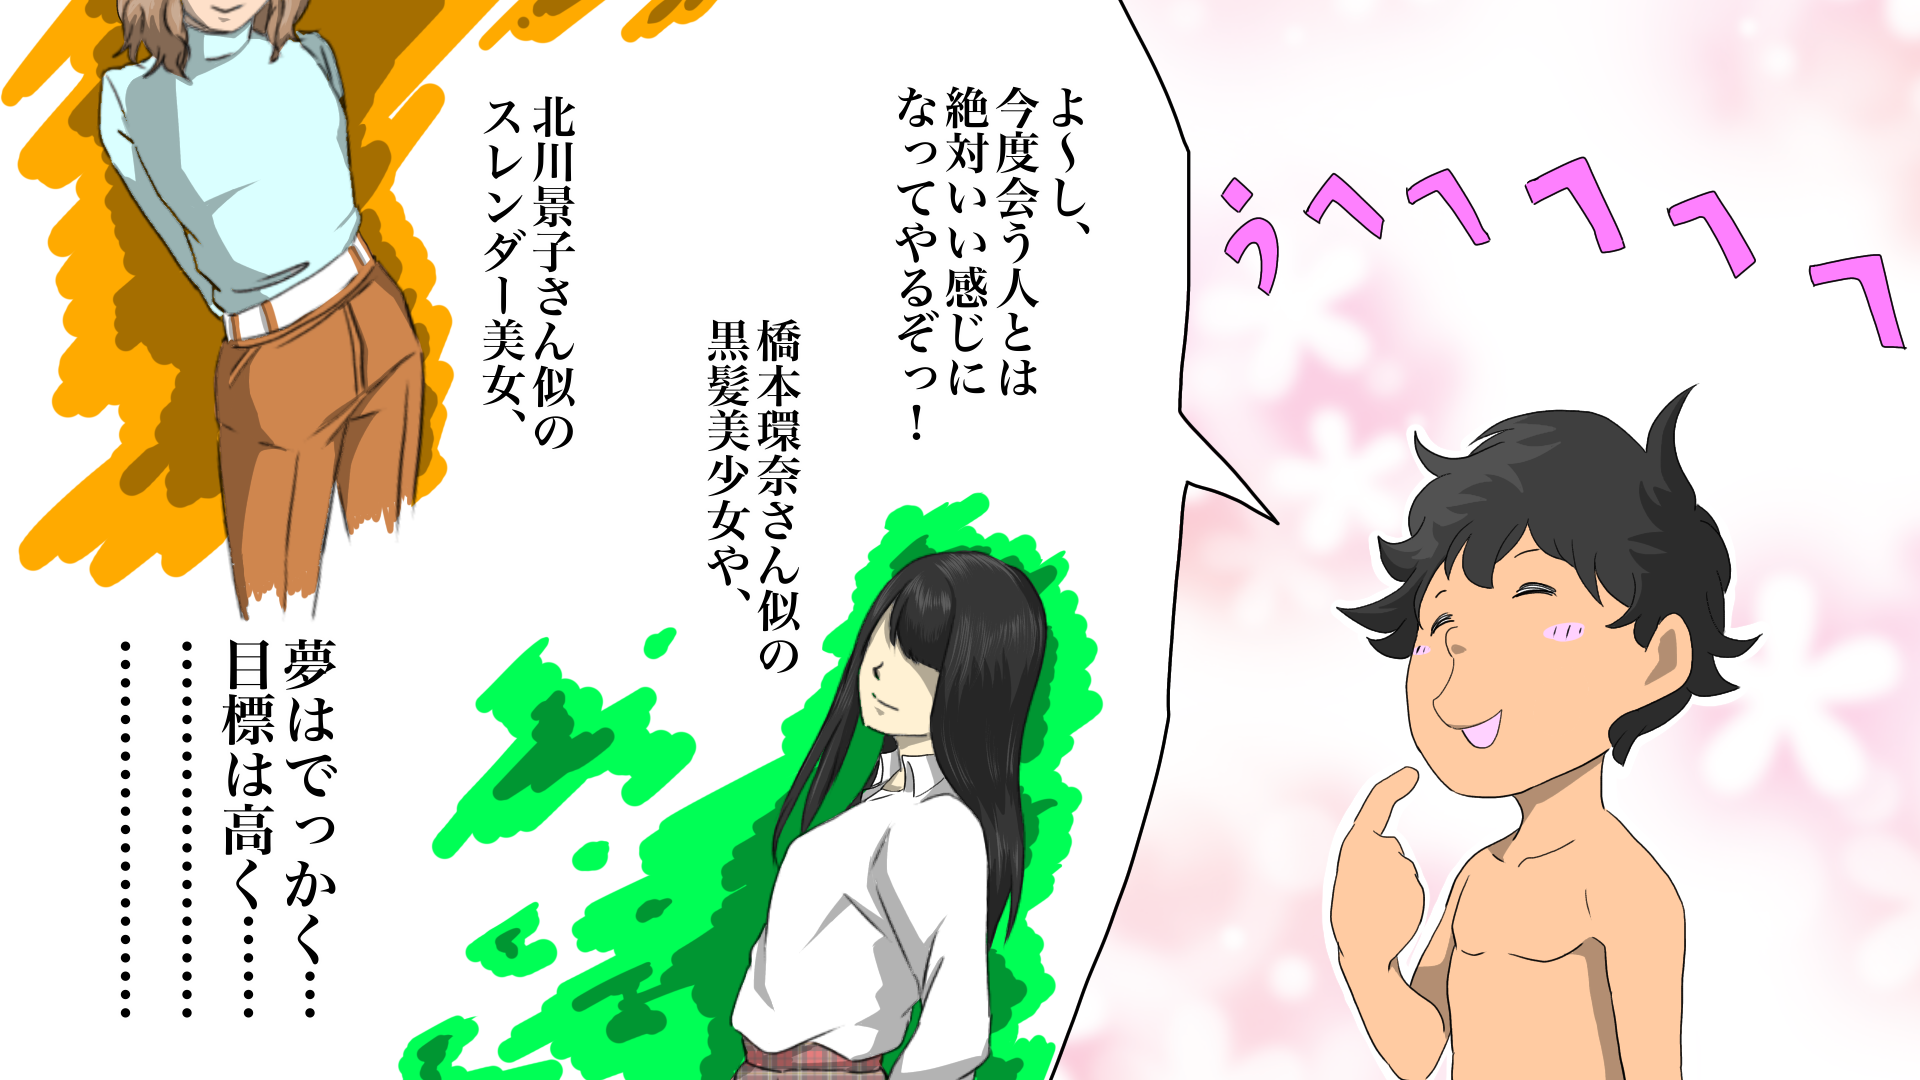 ぅへへへへへ
よ～し、
今度会う人とは
絶対いい感じに
なってやるぞっ！
橋本環奈さん似の
黒髪美少女や、
北川景子さん似の
スレンダー美女、
夢はでっかく…
目標は高く……
…………………
…………………